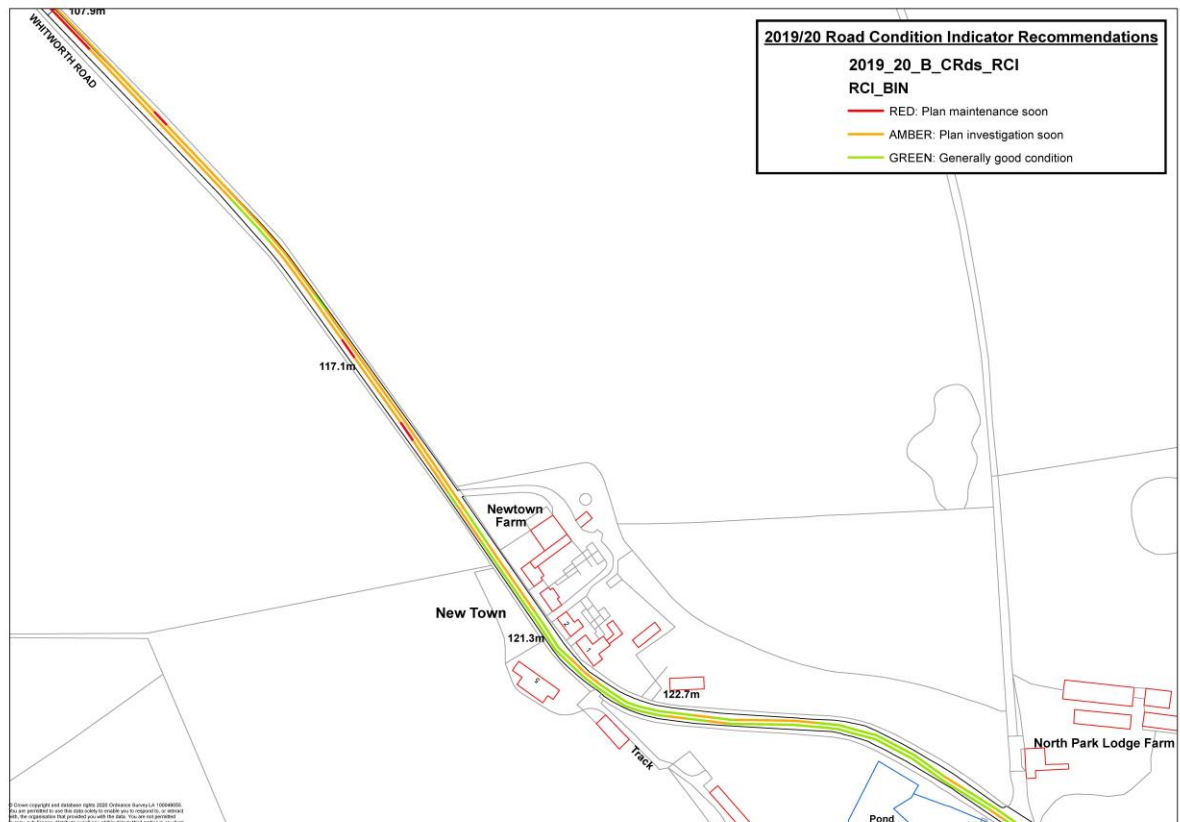 107.9m
WHITWORTH ROAD
2019/20 Road Condition Indicator Recommendations
2019_20_B_CRds_RCI
RCI_BIN
RED: Plan maintenance soon
AMBER: Plan investigation soon
GREEN: Generally good condition
117.1m
Newtown
Farm
New Town
2
1
121.3m
122.7m
Track
North Park Lodge Farm
Pond
© Crown copyright and database rights 2020 Ordnance Survey LA
You are permitted to use this data solely to enable you to respond to, or interact
with, the organisation that provided you with the data. You are not permitted